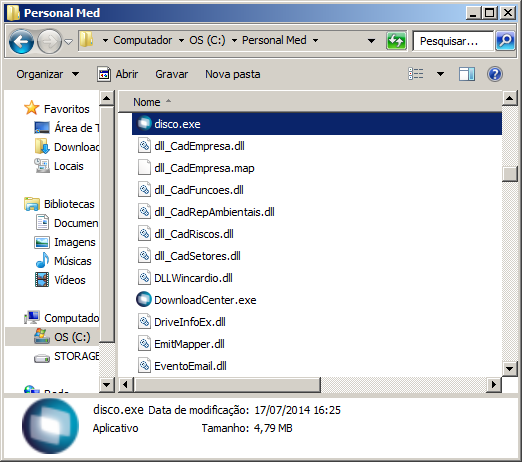 Personal Med
Computador OS (C:) Personal Med
Pesquisar...
Organizar Abrir Gravar Nova pasta
Favoritos
Área de T
Download
Locais
Bibliotecas
Documen
Imagens
Músicas
Vídeos
Computado
OS (C:)
STORAGE
Rede
Nome
disco.exe
dll_CadEmpresa.dll
dll_CadEmpresa.map
dll_CadFuncoes.dll
dll_CadRepAmbientais.dll
dll_CadRiscos.dll
dll_CadSetores.dll
DLLWincardio.dll
DownloadCenter.exe
DriveInfoEx.dll
EmitMapper.dll
EventoEmail.dll
disco.exe Data de modificação: 17/07/2014 16:25
Aplicativo Tamanho: 4,79 MB